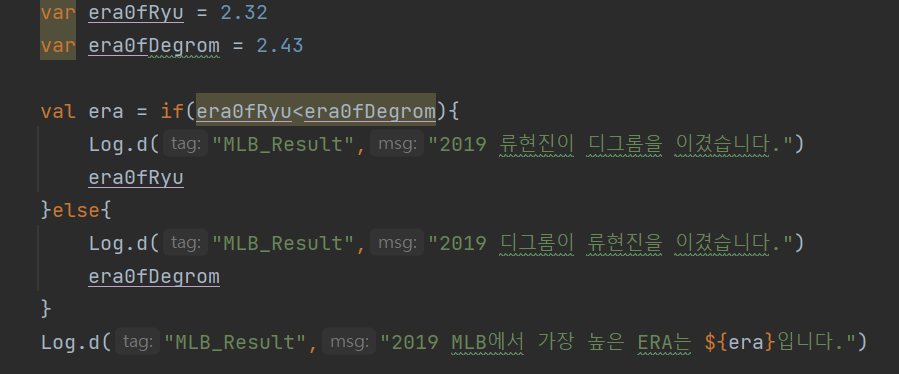 var era0fRyu = 2.32
var era0fDegrom = 2.43
val era = if(era0fRyu<era0fDegrom){
Log.d( tag: "MLB_Result", msg: "2019 류현진이 디그롬을 이겼습니다.")
era0fRyu
}else{
Log.d( tag: "MLB_Result", msg: "2019 디그롬이 류현진을 이겼습니다.")
era0fDegrom
}
Log.d( tag: "MLB_Result", msg: "2019 MLB에서 가장 높은 ERA는 ${era}입니다.")